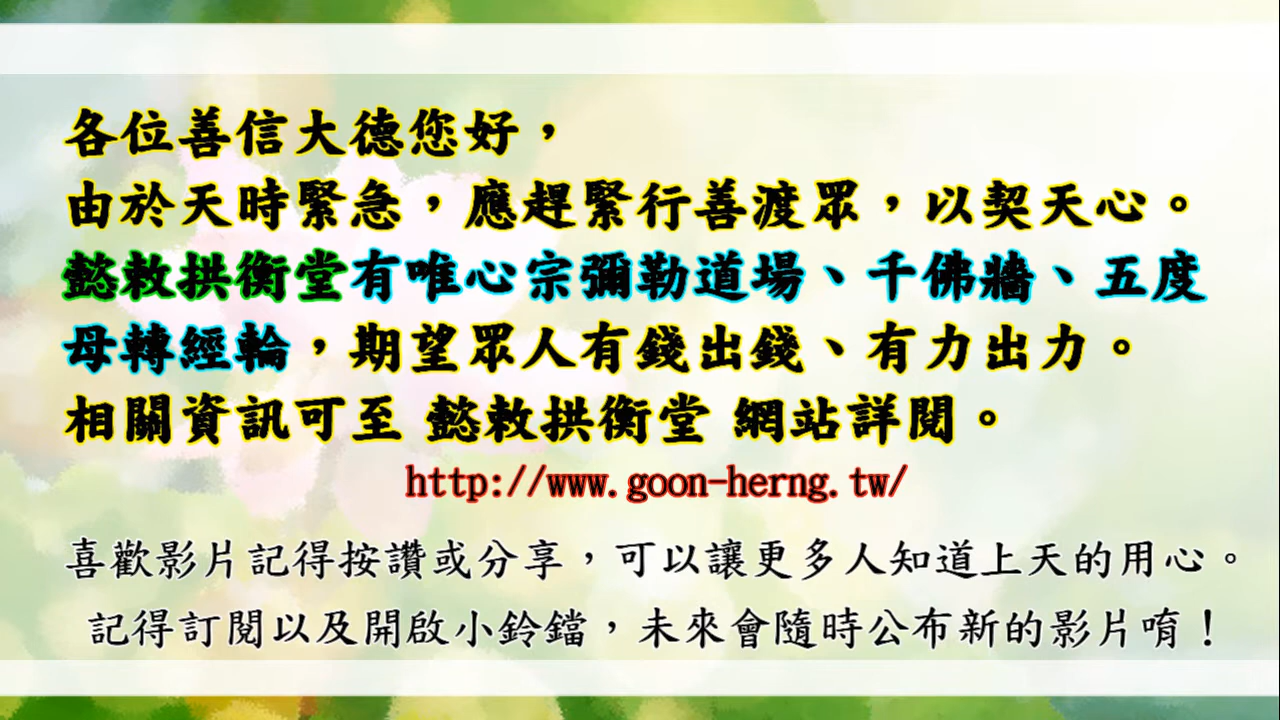 各位善信大德您好，
由於天時緊急，應趕緊行善渡眾，以契天心。
懿敕拱衡堂有唯心宗彌勒道場、千佛牆、五度
母轉經輪，期望眾人有錢出錢、有力出力。
相關資訊可至 懿敕拱衡堂 網站詳閱。
http://www.goon-herng.tw/
喜歡影片記得按讚或分享，可以讓更多人知道上天的用心。
記得訂閱以及開啟小鈴鐺，未來會隨時公布新的影片唷！